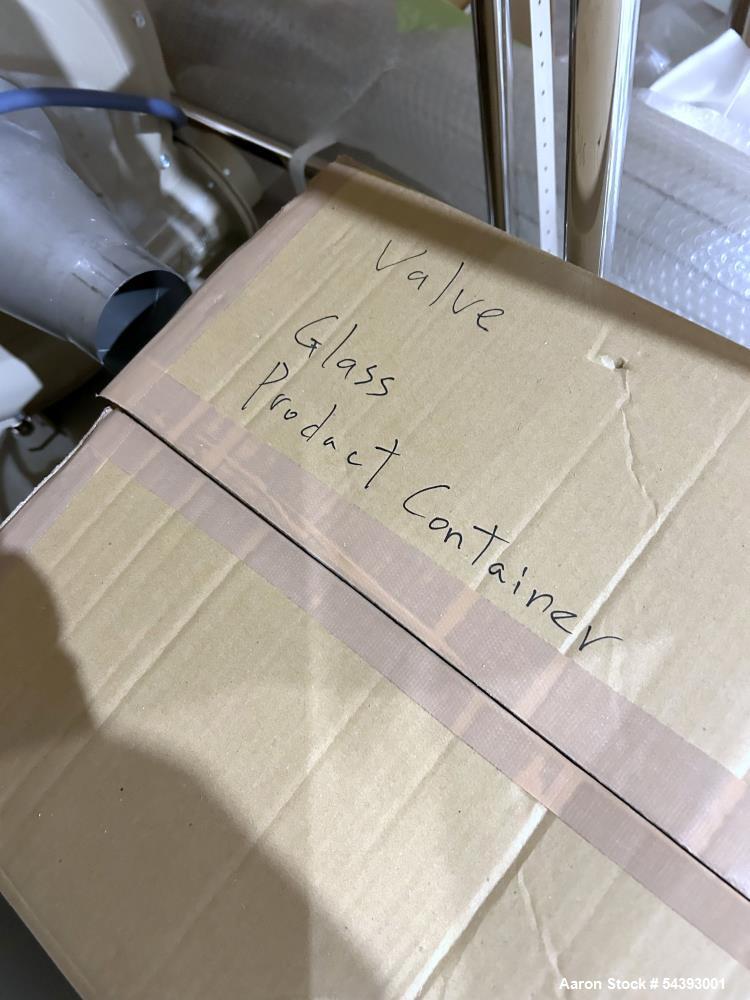 Valve
Glass
Product Container
Aaron Stock # 54393001